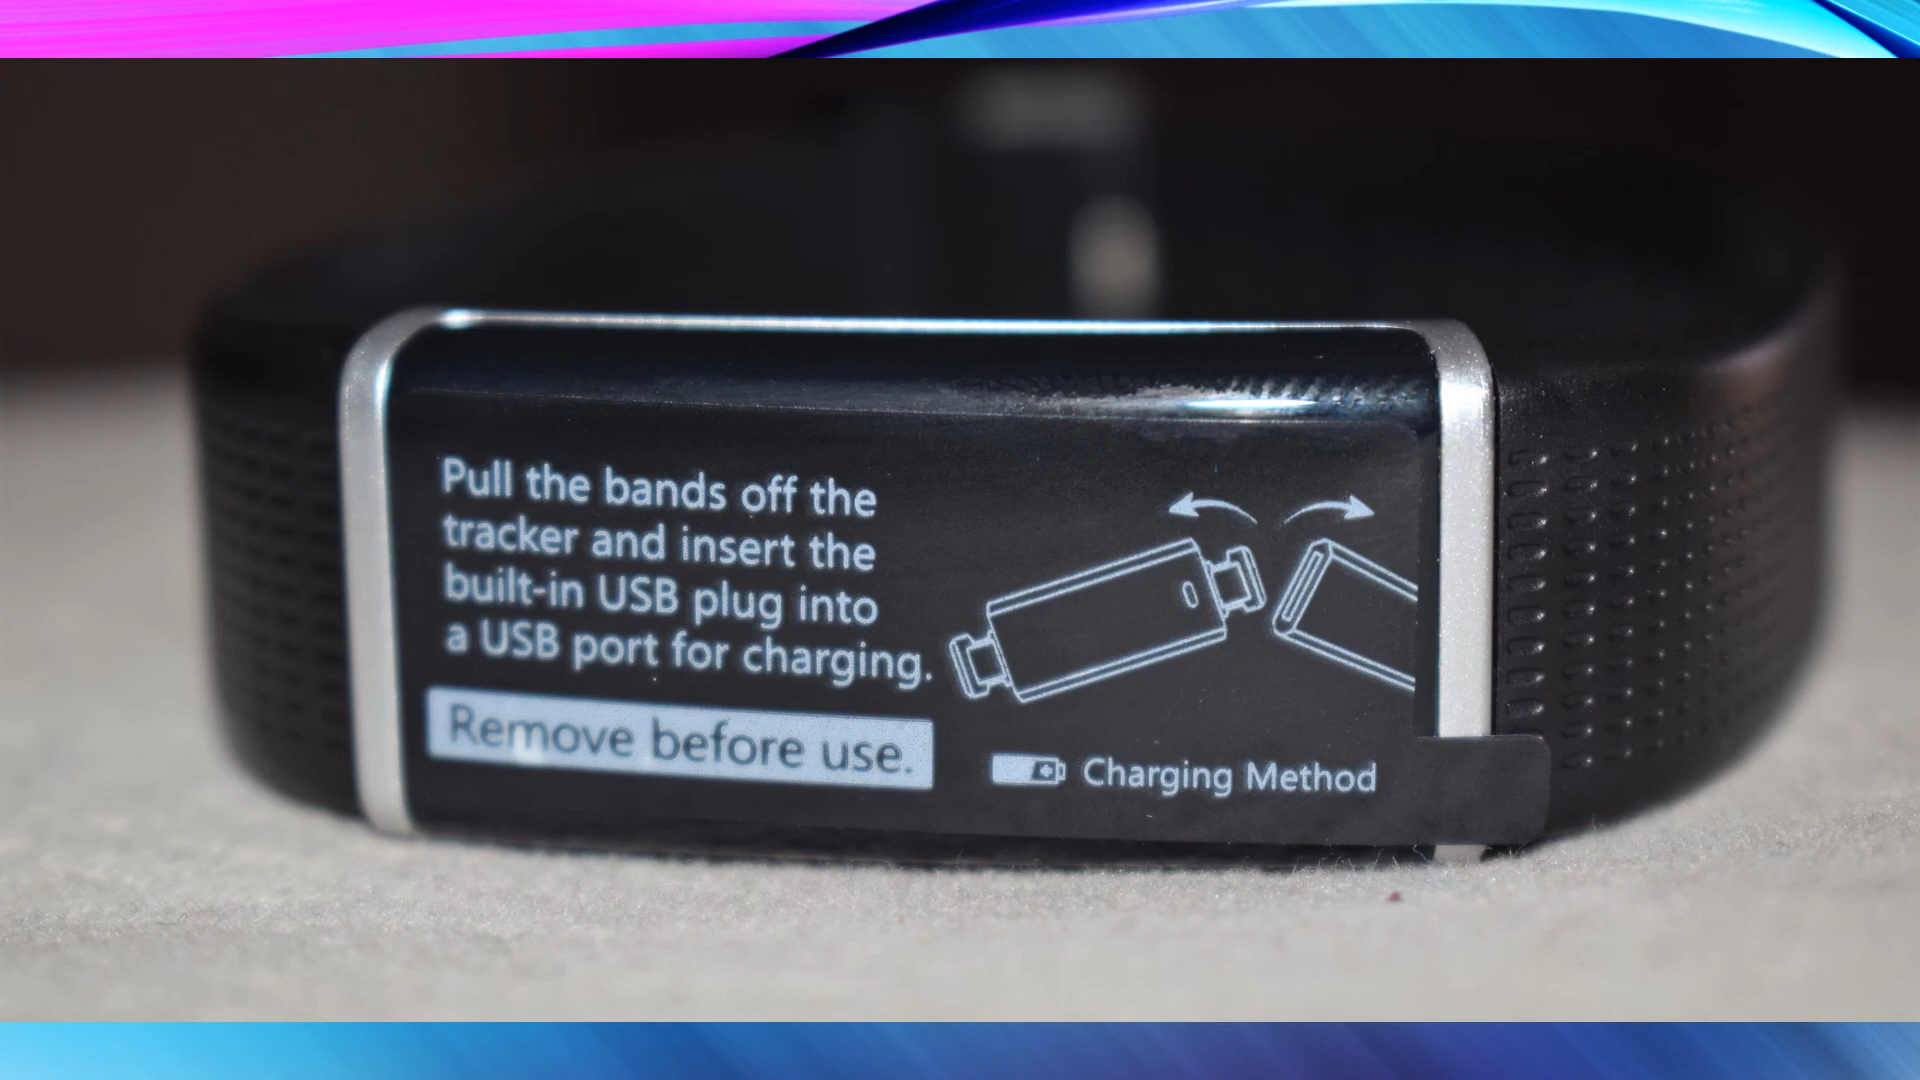 Pull the bands off the
tracker and insert the
built-in USB plug into
a USB port for charging.
Remove before use.
Charging Method